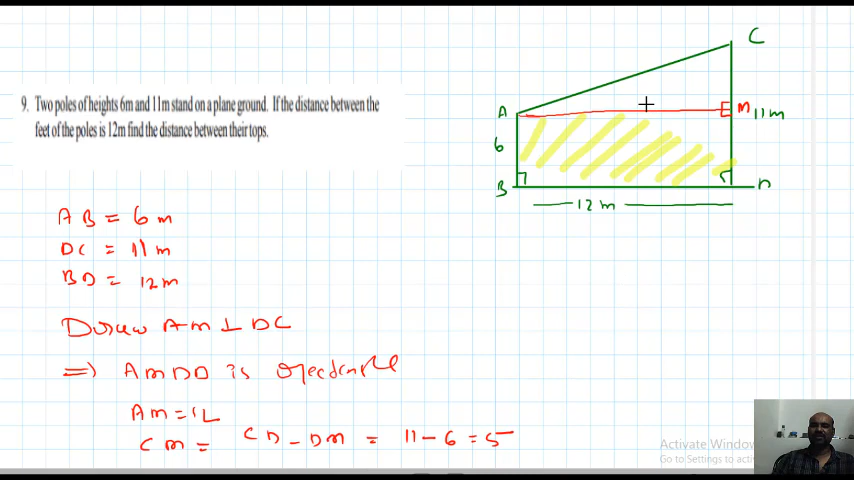 9. Two poles of heights 6m and 11m stand on a plane ground. If the distance between the
feet of the poles is 12m find the distance between their tops.
C
A
M 11m
6
B
D
12 m
AB = 6 m
DC = 11 m
BD = 12m
Draw AM ⊥ DC
⇒ AMDB is rectangle
AM = 12
CM = CD - DM = 11 - 6 = 5
Activate Window
Go to Settings to activ